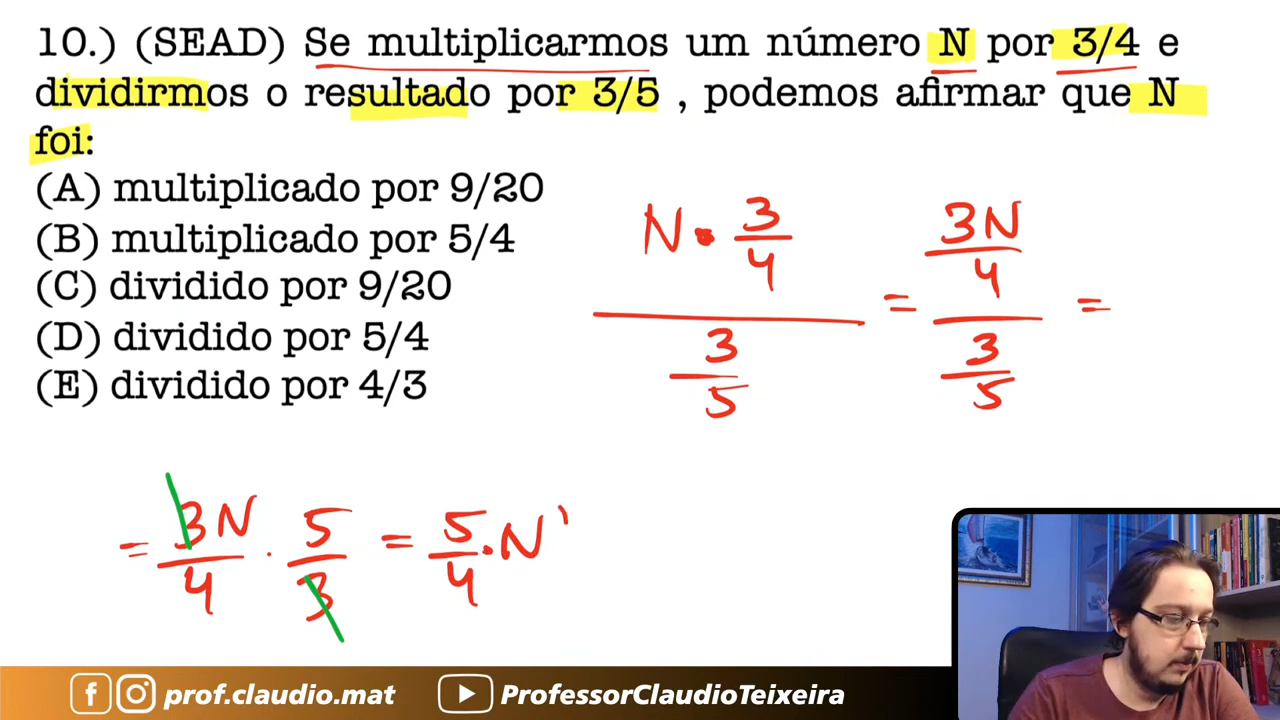 10.) (SEAD) Se multiplicarmos um número N por 3/4 e
dividirmos o resultado por 3/5 , podemos afirmar que N
foi:
(A) multiplicado por 9/20
(B) multiplicado por 5/4
(C) dividido por 9/20
(D) dividido por 5/4
(E) dividido por 4/3
N · 3/4 / 3/5 = 3N/4 / 3/5 =
= 3N/4 · 5/3 = 5/4 · N
prof.claudio.mat
ProfessorClaudioTeixeira